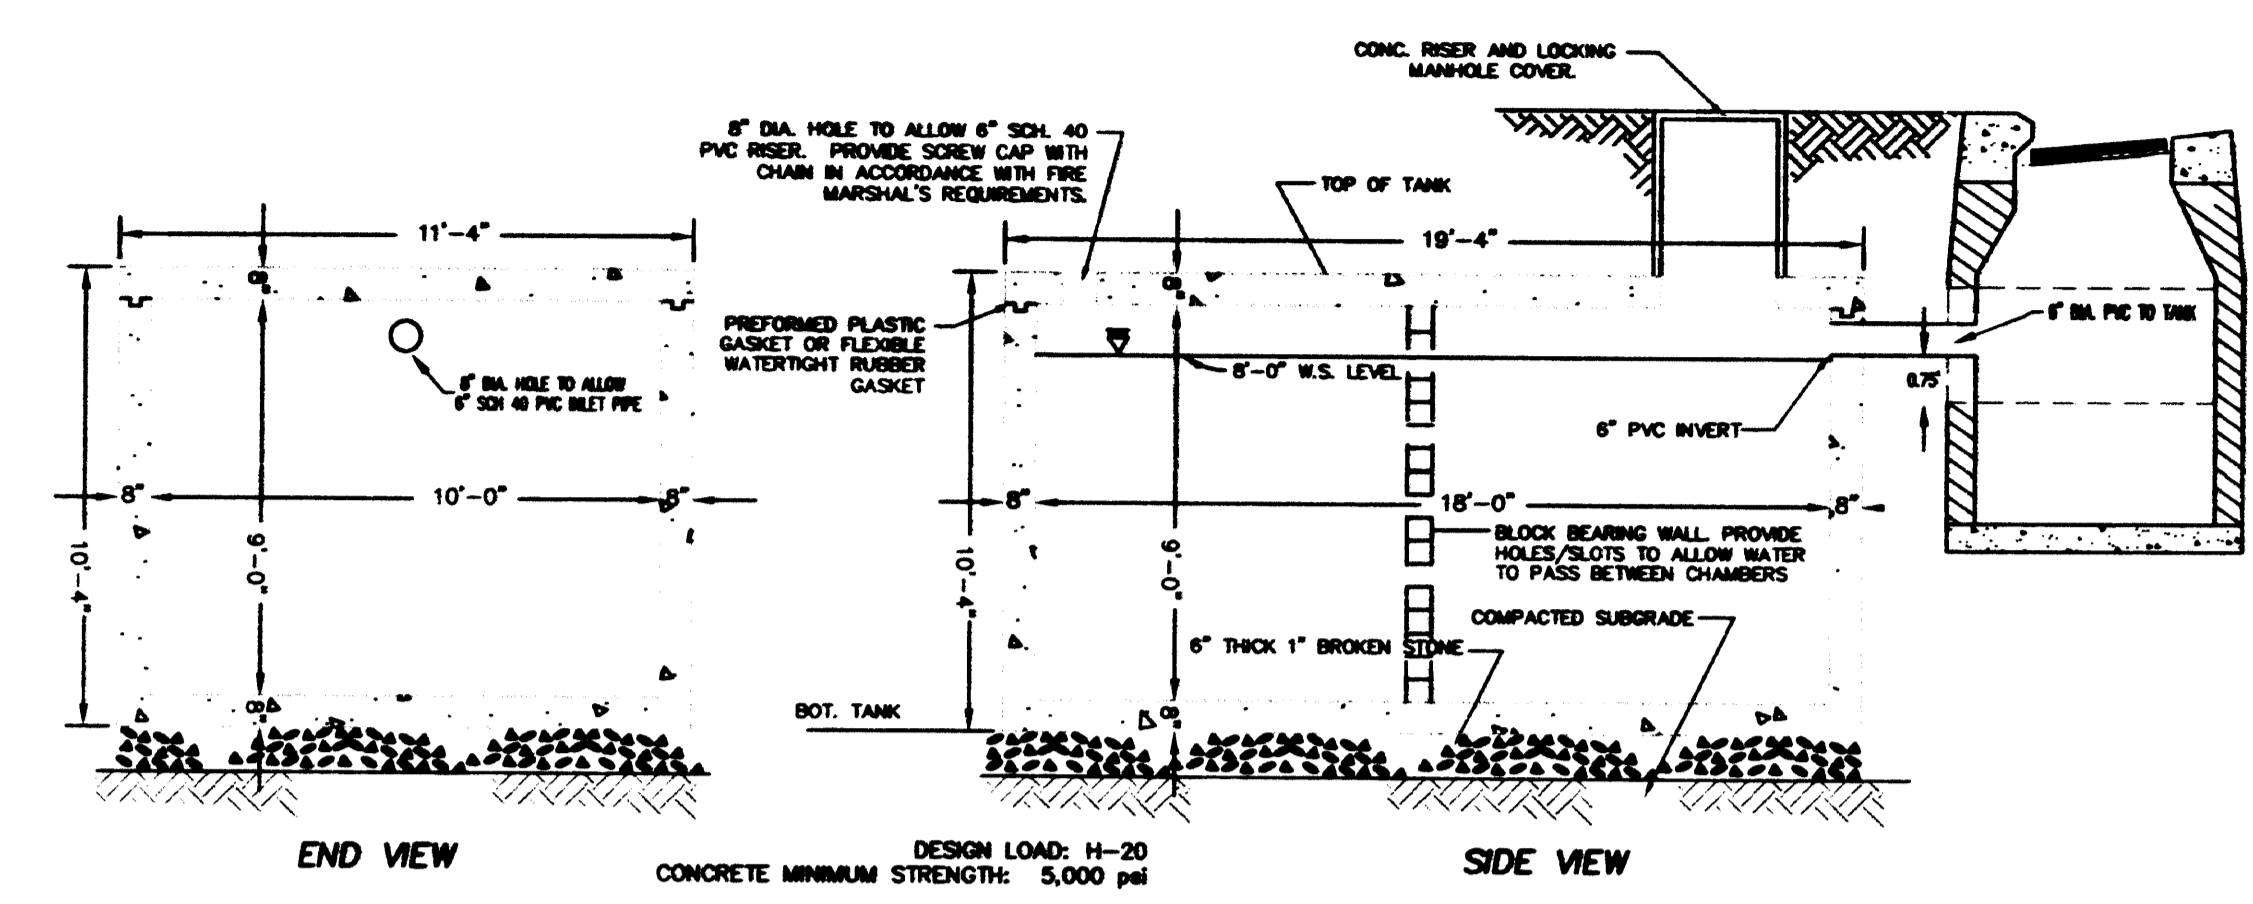 CONC. RISER AND LOCKING
MANHOLE COVER.
8" DIA. HOLE TO ALLOW 6" SCH. 40
PVC RISER. PROVIDE SCREW CAP WITH
CHAIN IN ACCORDANCE WITH FIRE
MARSHAL'S REQUIREMENTS.
TOP OF TANK
11'-4"
19'-4"
8"
8"
PREFORMED PLASTIC
GASKET OR FLEXIBLE
WATERTIGHT RUBBER
GASKET
6" DIA. PVC TO TANK
8" DIA. HOLE TO ALLOW
6" SCH 40 PVC INLET PIPE
8'-0" W.S. LEVEL
0.75'
6" PVC INVERT
8"
10'-0"
8"
8"
18'-0"
8"
10'-4"
9'-0"
10'-4"
9'-0"
BLOCK BEARING WALL. PROVIDE
HOLES/SLOTS TO ALLOW WATER
TO PASS BETWEEN CHAMBERS
COMPACTED SUBGRADE
6" THICK 1" BROKEN STONE
8"
BOT. TANK
8"
END VIEW
DESIGN LOAD: H-20
CONCRETE MINIMUM STRENGTH: 5,000 psi
SIDE VIEW